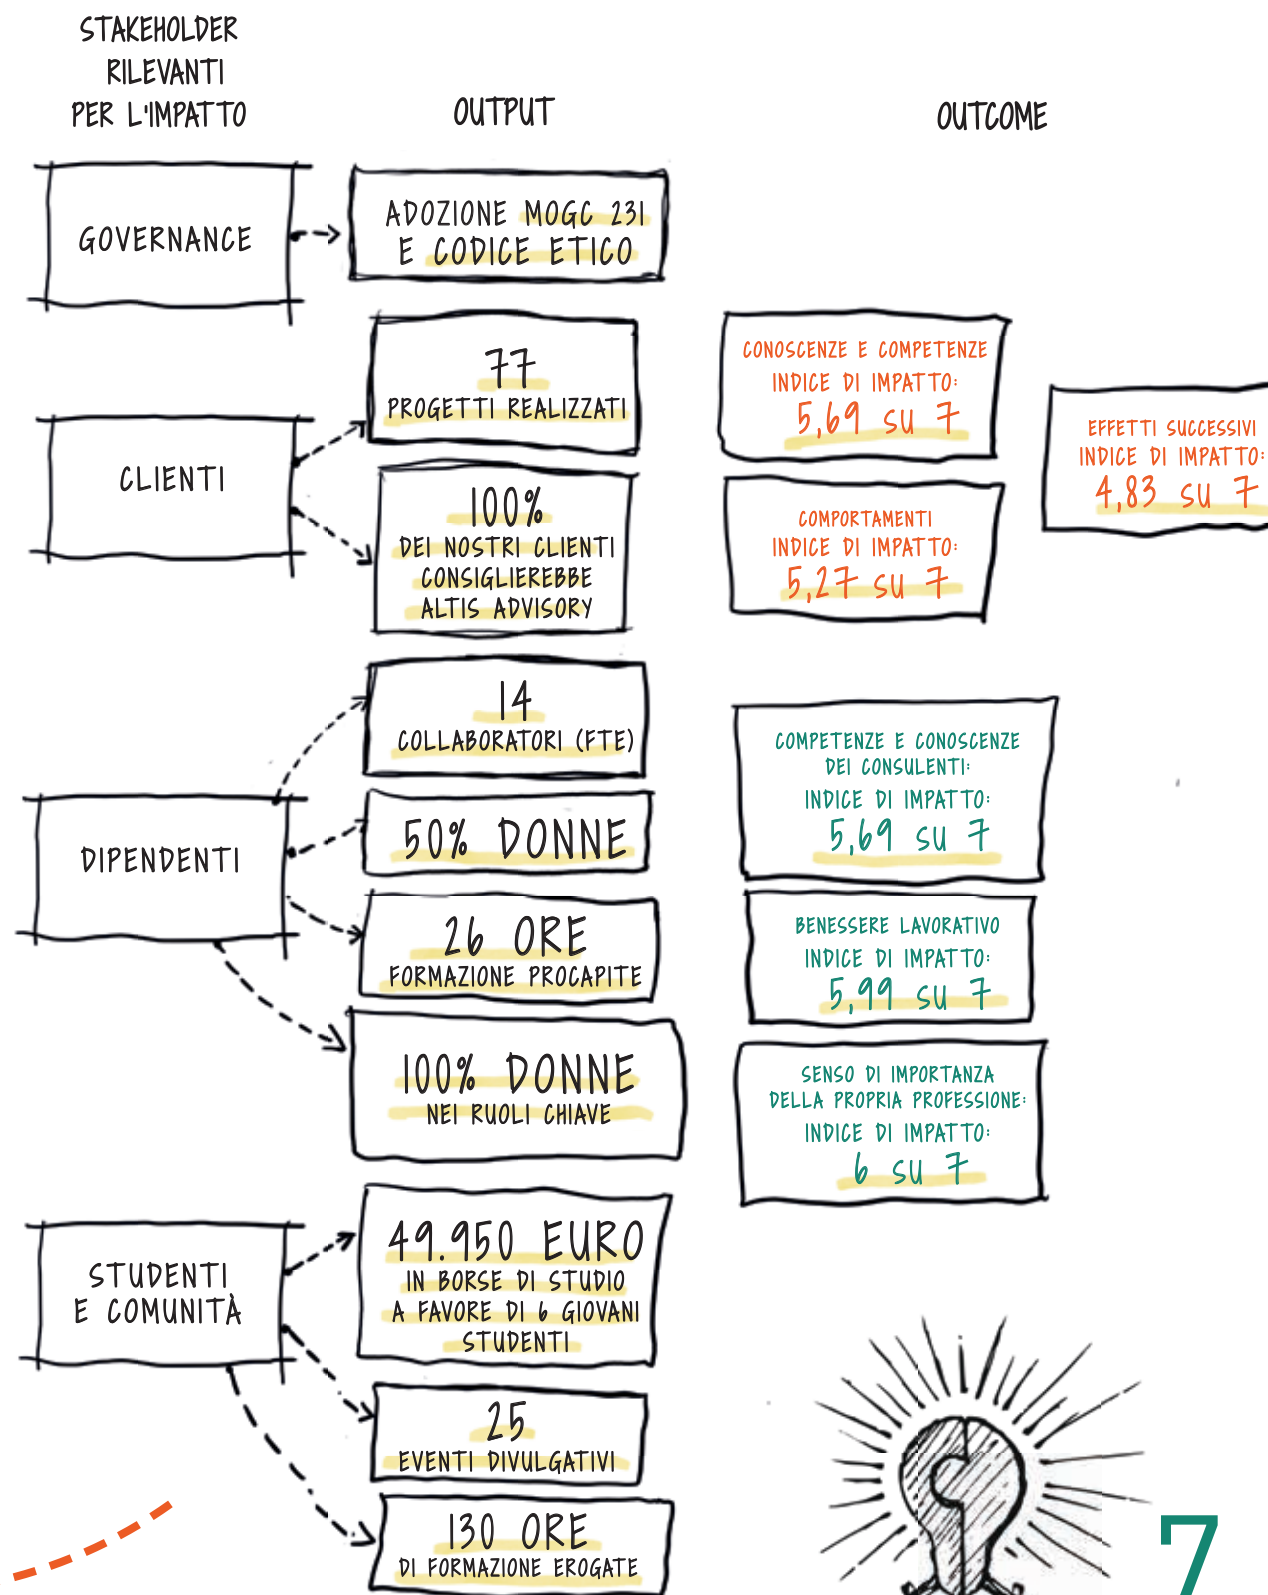 STAKEHOLDER
RILEVANTI
PER L'IMPATTO
OUTPUT
OUTCOME
GOVERNANCE
ADOZIONE MOGC 231
E CODICE ETICO
CLIENTI
77
PROGETTI REALIZZATI
100%
DEI NOSTRI CLIENTI
CONSIGLIEREBBE
ALTIS ADVISORY
CONOSCENZE E COMPETENZE
INDICE DI IMPATTO:
5,69 SU 7
COMPORTAMENTI
INDICE DI IMPATTO:
5,27 SU 7
EFFETTI SUCCESSIVI
INDICE DI IMPATTO:
4,83 SU 7
DIPENDENTI
14
COLLABORATORI (FTE)
50% DONNE
26 ORE
FORMAZIONE PROCAPITE
100% DONNE
NEI RUOLI CHIAVE
COMPETENZE E CONOSCENZE
DEI CONSULENTI:
INDICE DI IMPATTO:
5,69 SU 7
BENESSERE LAVORATIVO
INDICE DI IMPATTO:
5,99 SU 7
SENSO DI IMPORTANZA
DELLA PROPRIA PROFESSIONE:
INDICE DI IMPATTO:
6 SU 7
STUDENTI
E COMUNITÀ
49.950 EURO
IN BORSE DI STUDIO
A FAVORE DI 6 GIOVANI
STUDENTI
25
EVENTI DIVULGATIVI
130 ORE
DI FORMAZIONE EROGATE
7